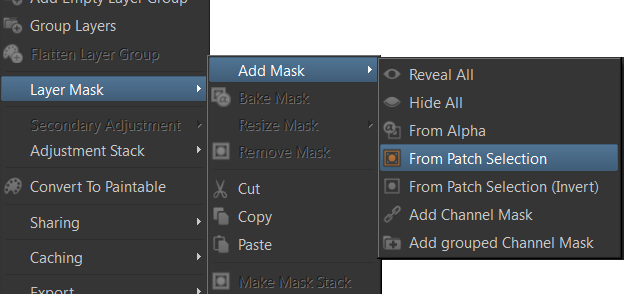 Add Empty Layer Group
Group Layers
Flatten Layer Group
Layer Mask
Secondary Adjustment
Adjustment Stack
Convert To Paintable
Sharing
Caching
Export
Add Mask
Bake Mask
Resize Mask
Remove Mask
Cut
Copy
Paste
Make Mask Stack
Reveal All
Hide All
From Alpha
From Patch Selection
From Patch Selection (Invert)
Add Channel Mask
Add grouped Channel Mask